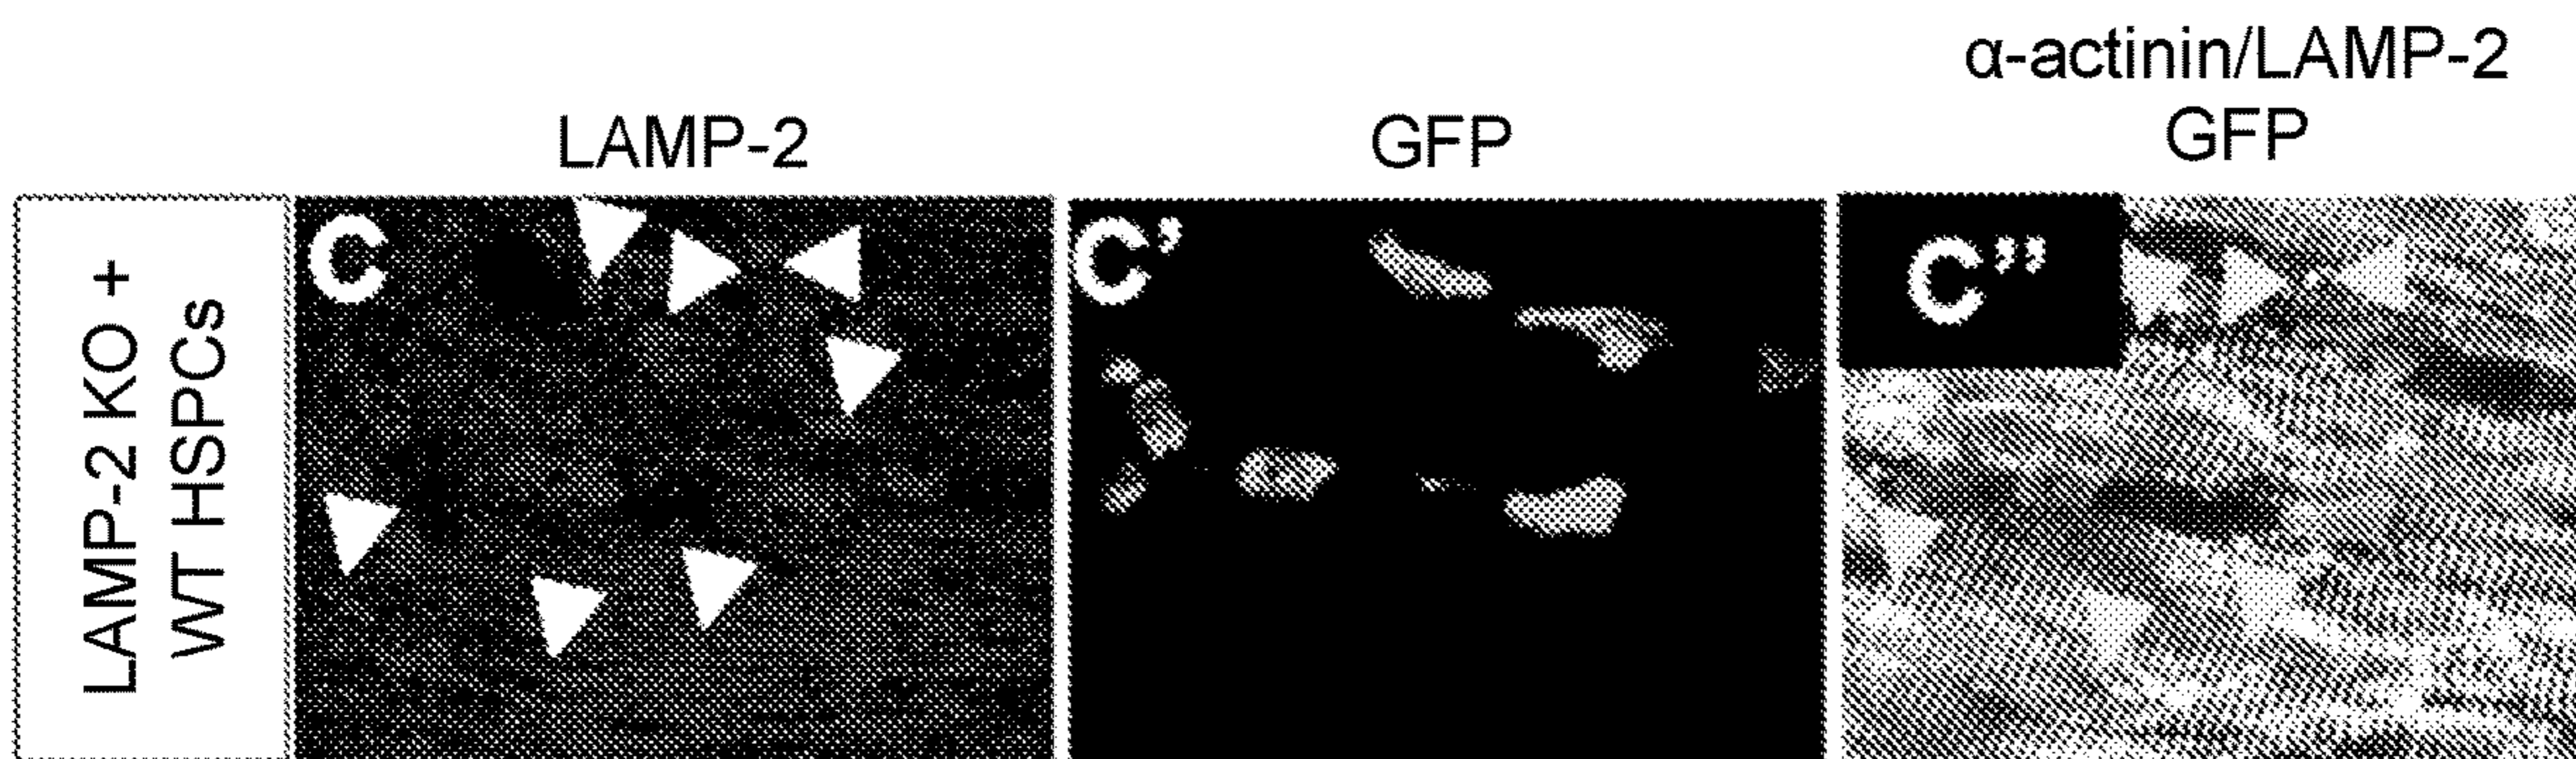 α-actinin/LAMP-2
LAMP-2
GFP
GFP
LAMP-2 KO +
WT HSPCs
C
C’
C’’